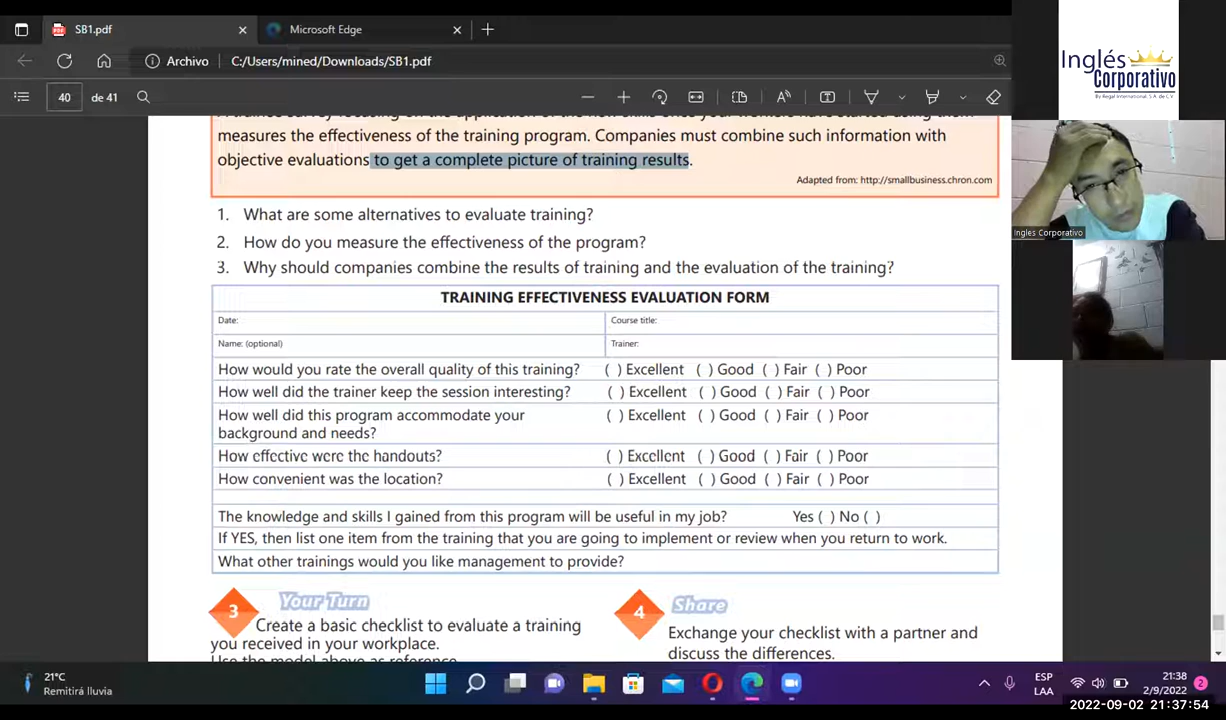 SB1.pdf
Microsoft Edge
Archivo
C:/Users/mined/Downloads/SB1.pdf
40
de 41
measures the effectiveness of the training program. Companies must combine such information with
objective evaluations to get a complete picture of training results.
Adapted from: http://smallbusiness.chron.com
1. What are some alternatives to evaluate training?
2. How do you measure the effectiveness of the program?
3. Why should companies combine the results of training and the evaluation of the training?
TRAINING EFFECTIVENESS EVALUATION FORM
Date: Course title:
Name: (optional) Trainer:
How would you rate the overall quality of this training? ( ) Excellent ( ) Good ( ) Fair ( ) Poor
How well did the trainer keep the session interesting? ( ) Excellent ( ) Good ( ) Fair ( ) Poor
How well did this program accommodate your ( ) Excellent ( ) Good ( ) Fair ( ) Poor
background and needs?
How effective were the handouts? ( ) Excellent ( ) Good ( ) Fair ( ) Poor
How convenient was the location? ( ) Excellent ( ) Good ( ) Fair ( ) Poor
The knowledge and skills I gained from this program will be useful in my job? Yes ( ) No ( )
If YES, then list one item from the training that you are going to implement or review when you return to work.
What other trainings would you like management to provide?
3 Your Turn
Create a basic checklist to evaluate a training
you received in your workplace.
Use the model above as reference
4 Share
Exchange your checklist with a partner and
discuss the differences.
Inglés
Corporativo
By Regal International, S.A. de C.V.
Ingles Corporativo
21°C
Remitirá lluvia
ESP
LAA
21:38
2/9/2022
2
2022-09-02 21:37:54